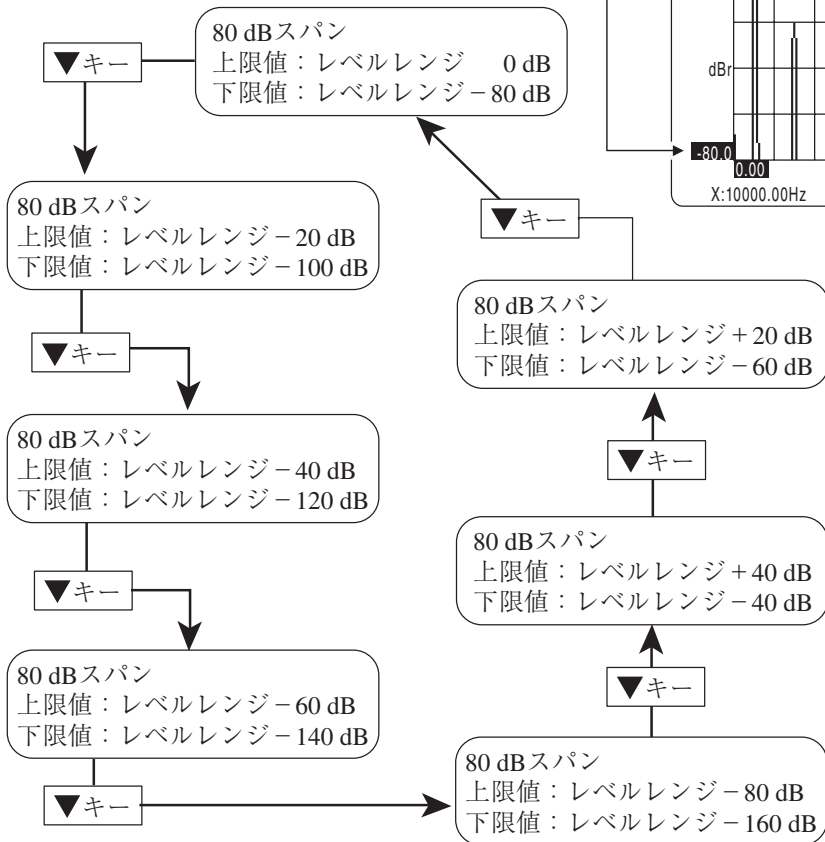 80 dBスパン
上限値：レベルレンジ　0 dB
下限値：レベルレンジ－80 dB
▼キー
80 dBスパン
上限値：レベルレンジ－20 dB
下限値：レベルレンジ－100 dB
▼キー
80 dBスパン
上限値：レベルレンジ－40 dB
下限値：レベルレンジ－120 dB
▼キー
80 dBスパン
上限値：レベルレンジ－60 dB
下限値：レベルレンジ－140 dB
▼キー
80 dBスパン
上限値：レベルレンジ－80 dB
下限値：レベルレンジ－160 dB
▼キー
80 dBスパン
上限値：レベルレンジ＋40 dB
下限値：レベルレンジ－40 dB
▼キー
80 dBスパン
上限値：レベルレンジ＋20 dB
下限値：レベルレンジ－60 dB
▼キー
dBr
-80.0
0.00
X:10000.00Hz